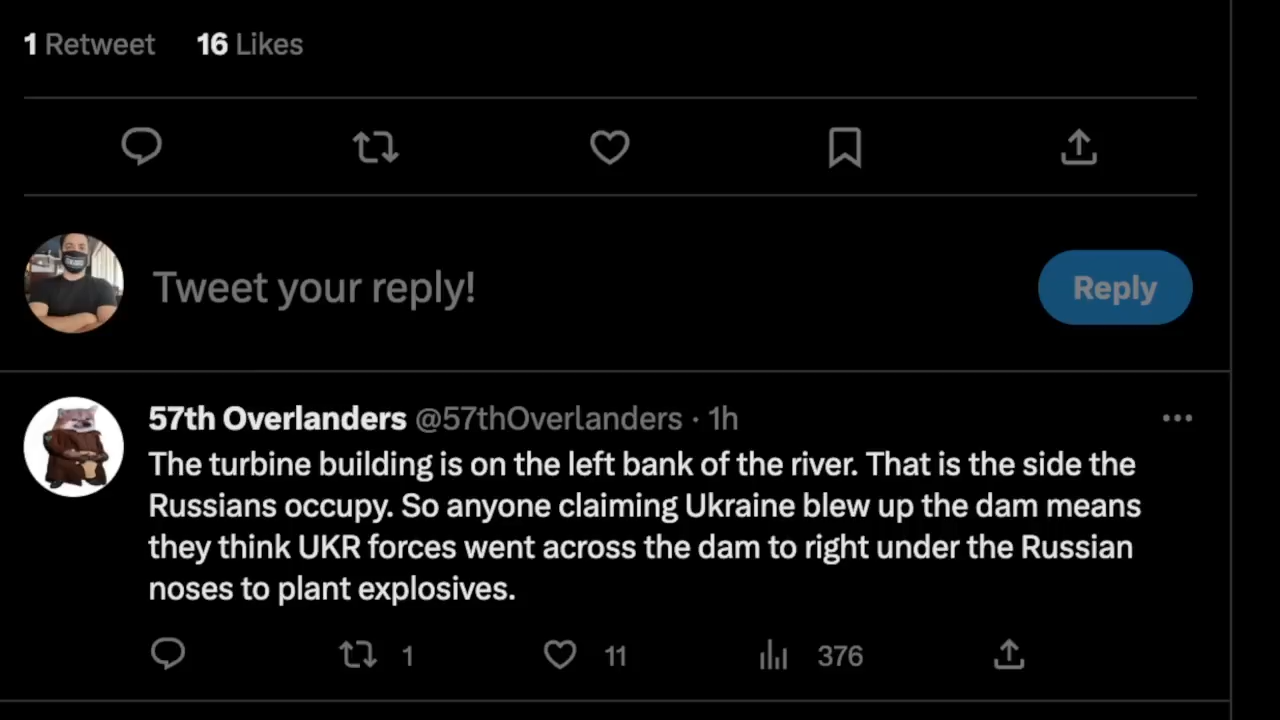 1 Retweet 16 Likes
Tweet your reply!
Reply
57th Overlanders @57thOverlanders · 1h
The turbine building is on the left bank of the river. That is the side the
Russians occupy. So anyone claiming Ukraine blew up the dam means
they think UKR forces went across the dam to right under the Russian
noses to plant explosives.
1 11 376